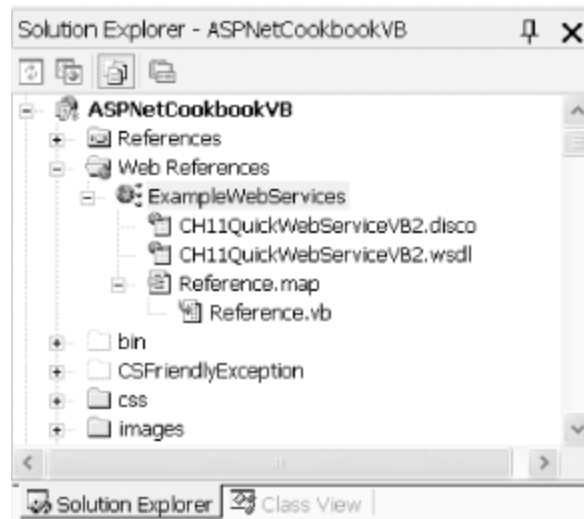 Solution Explorer - ASPNetCookbookVB
ASPNetCookbookVB
References
Web References
ExampleWebServices
CH11QuickWebServiceVB2.disco
CH11QuickWebServiceVB2.wsdl
Reference.map
Reference.vb
bin
CSFriendlyException
css
images
Solution Explorer Class View